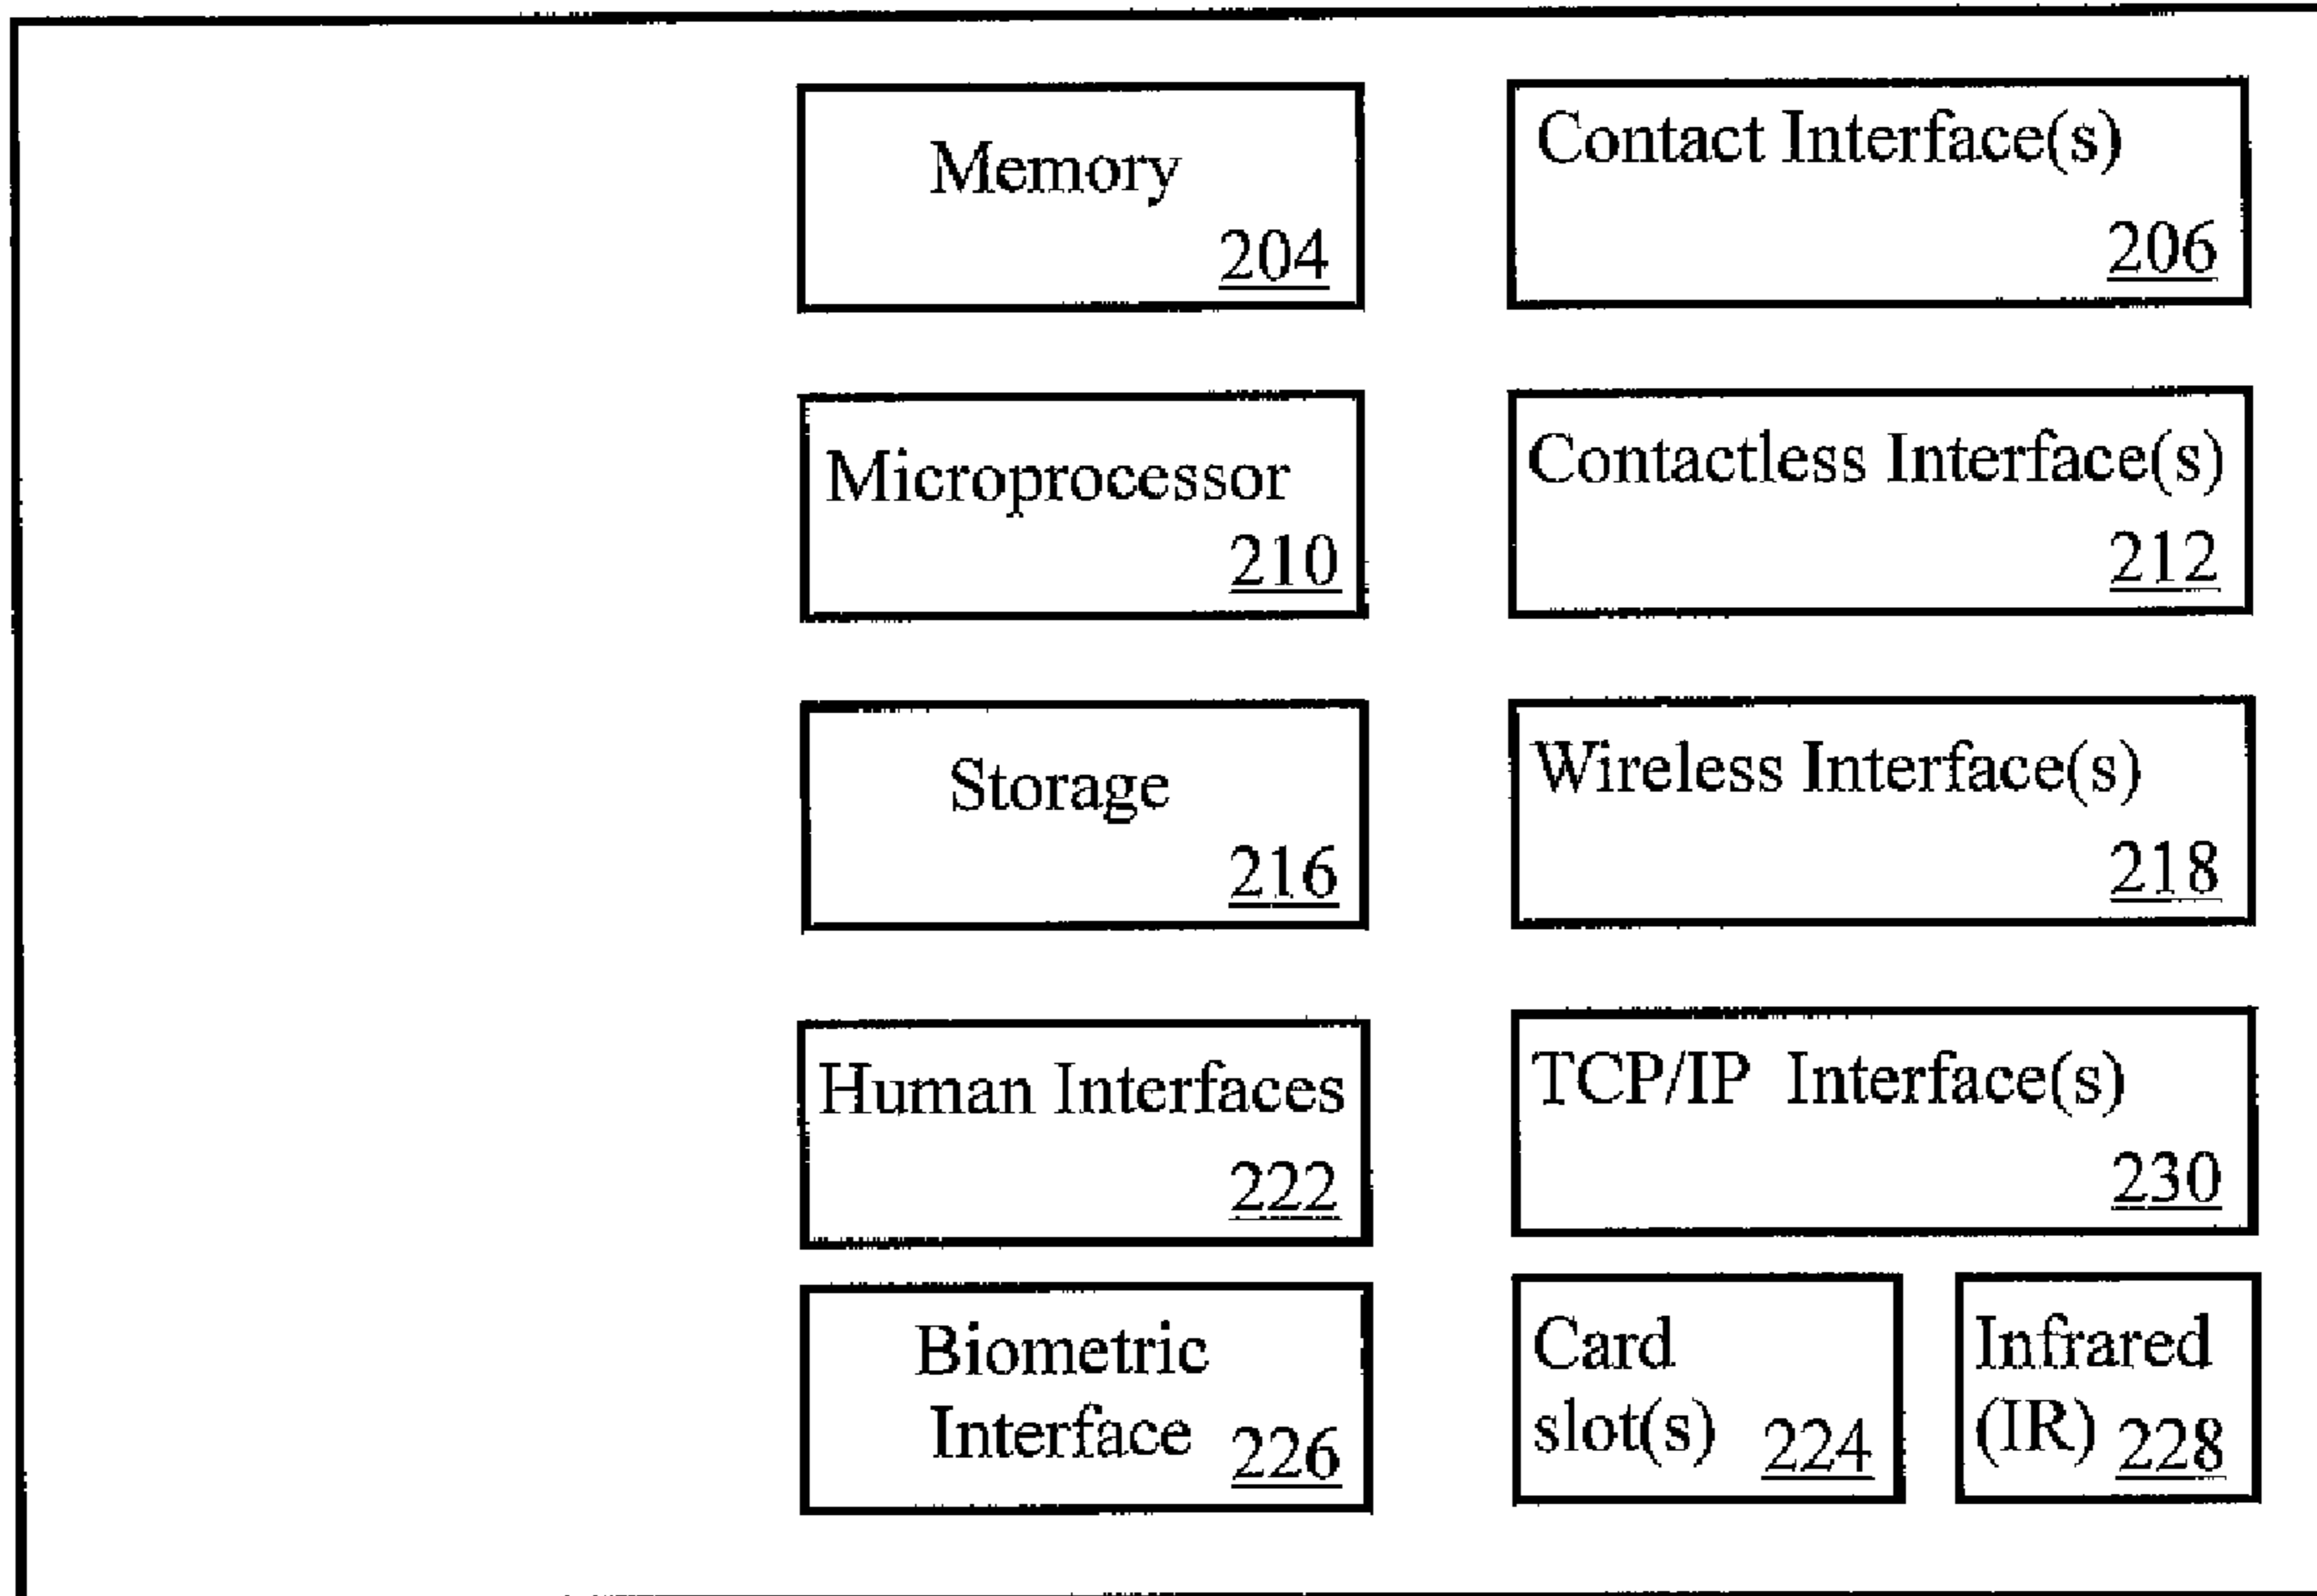 Memory
204
Contact Interface(s)
206
Microprocessor
210
Contactless Interface(s)
212
Storage
216
Wireless Interface(s)
218
Human Interfaces
222
TCP/IP Interface(s)
230
Biometric
Interface 226
Card
slot(s) 224
Infrared
(IR) 228